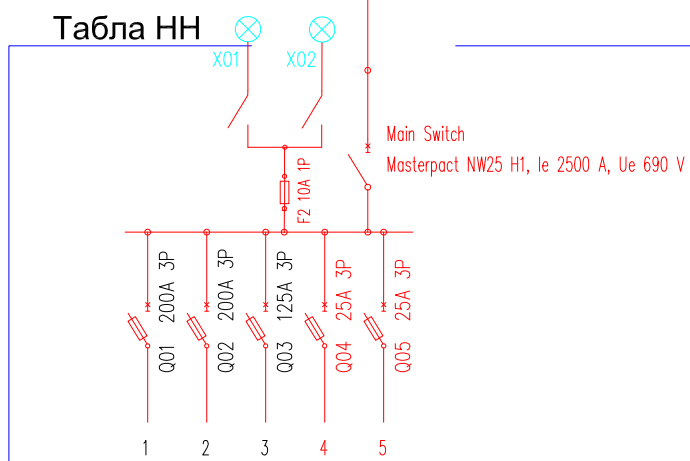 Табла НН
X01
X02
Main Switch
Masterpact NW25 H1, Ie 2500 A, Ue 690 V
F2 10A 1P
Q01 200A 3P
Q02 200A 3P
Q03 125A 3P
Q04 25A 3P
Q05 25A 3P
1 2 3 4 5